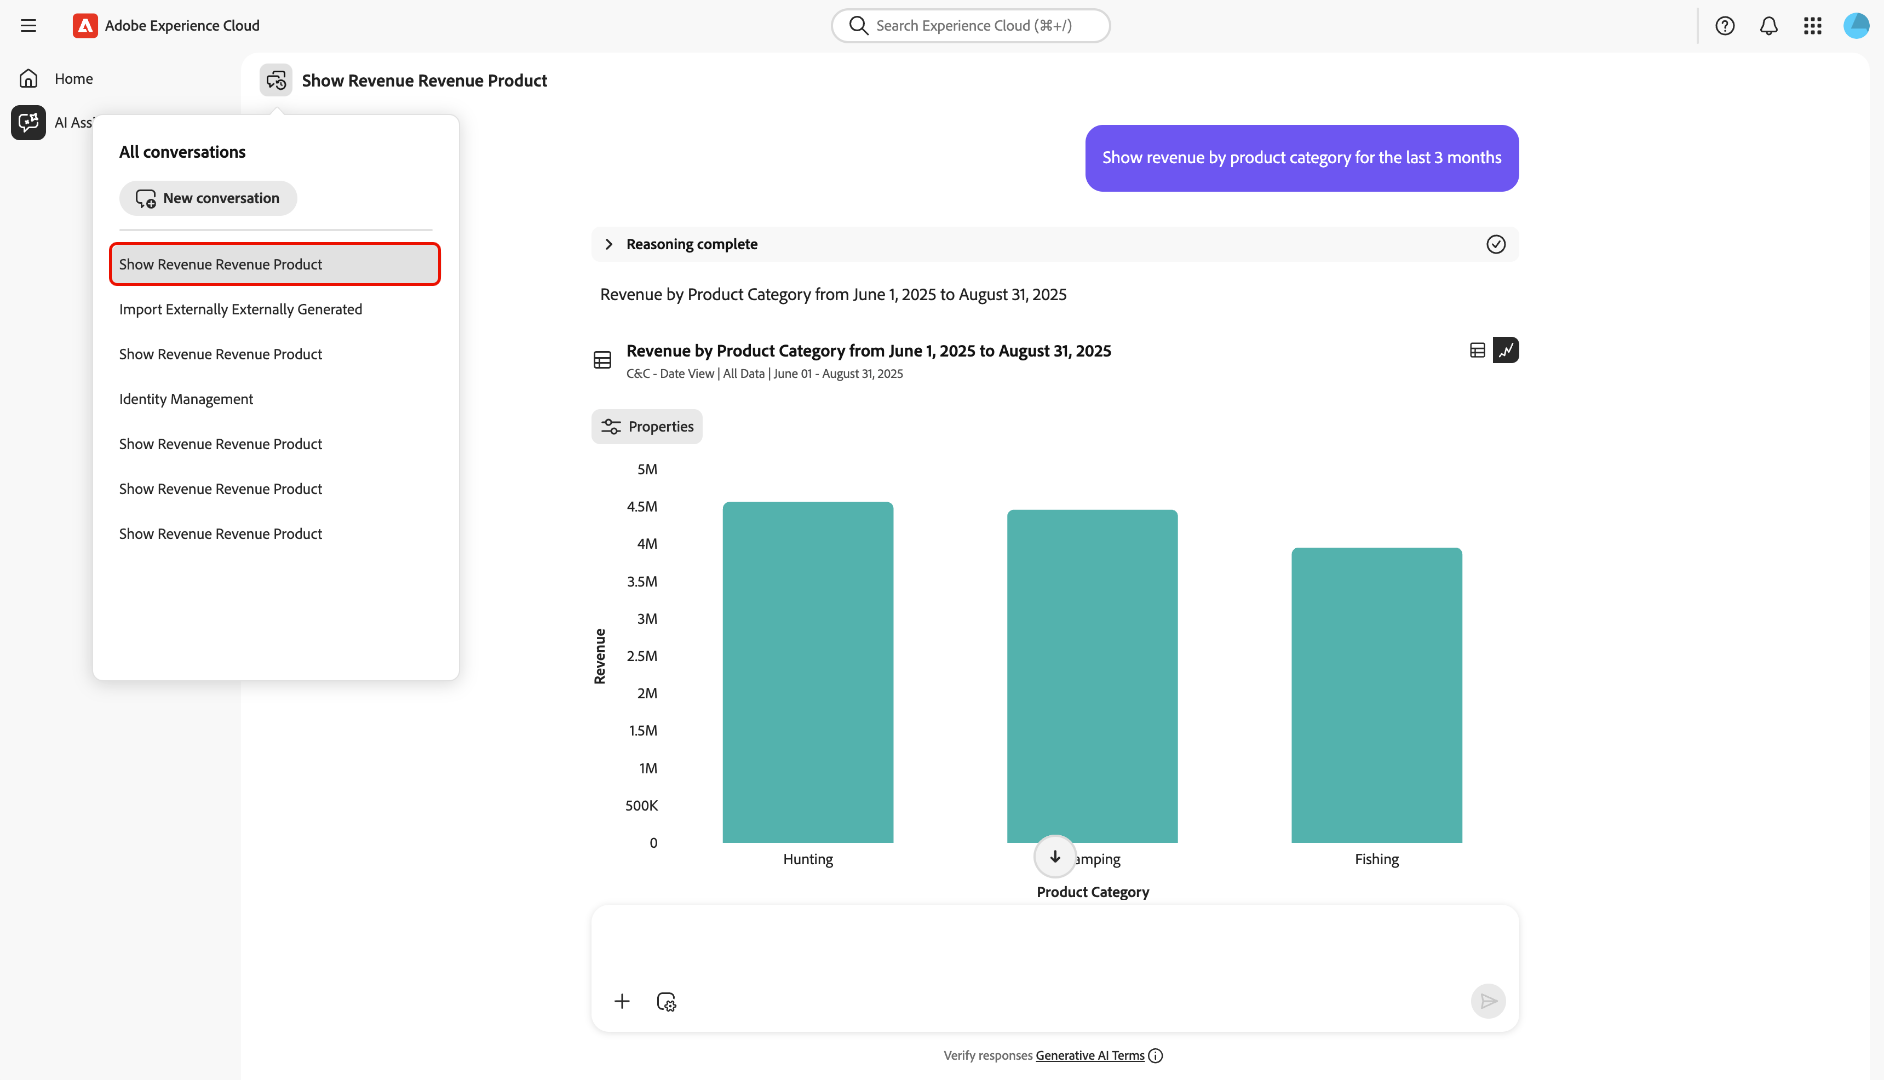 Adobe Experience Cloud
Search Experience Cloud (⌘+/)
Home
AI Assi
Show Revenue Revenue Product
All conversations
New conversation
Show Revenue Revenue Product
Import Externally Externally Generated
Show Revenue Revenue Product
Identity Management
Show Revenue Revenue Product
Show Revenue Revenue Product
Show Revenue Revenue Product
Show revenue by product category for the last 3 months
Reasoning complete
Revenue by Product Category from June 1, 2025 to August 31, 2025
Revenue by Product Category from June 1, 2025 to August 31, 2025
C&C - Date View | All Data | June 01 - August 31, 2025
Properties
5M
4.5M
4M
3.5M
3M
2.5M
2M
1.5M
1M
500K
0
Revenue
Hunting
amping
Fishing
Product Category
Verify responses Generative AI Terms